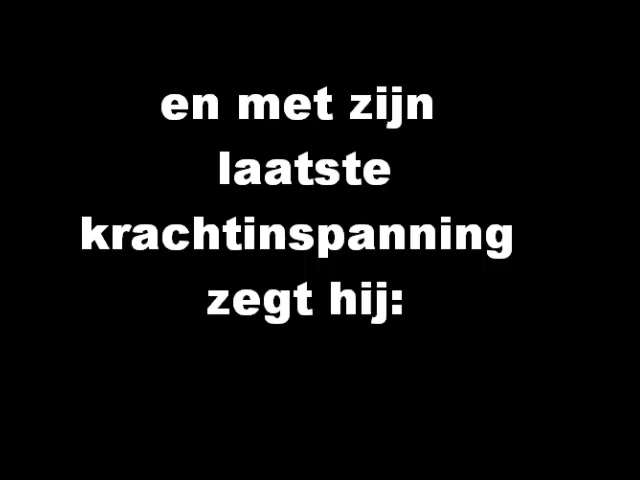 en met zijn
laatste
krachtinspanning
zegt hij: